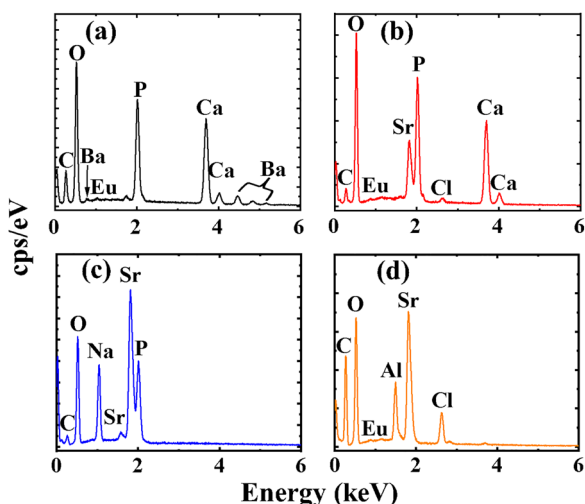 cps/eV
(a)
O
P
Ca
C
Ba
Eu
Ca
Ba
0 2 4 6
(b)
O
P
Sr
Ca
C
Eu
Cl
Ca
0 2 4 6
(c)
Sr
O
Na
P
C
Sr
0 2 4 6
(d)
O
Sr
C
Al
Cl
Eu
0 2 4 6
Energy (keV)